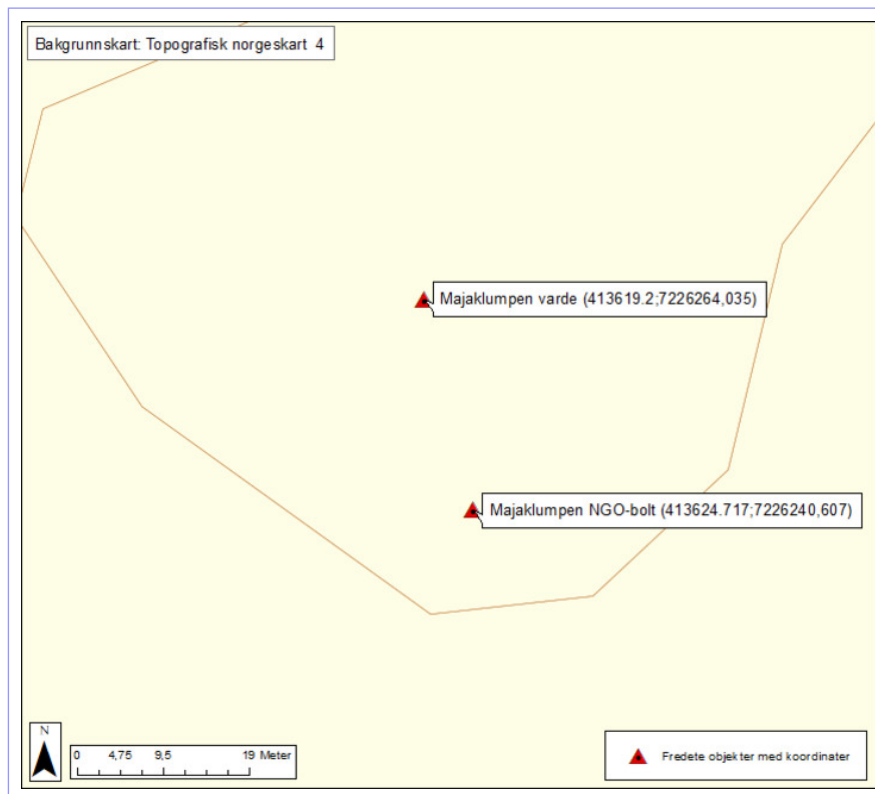 Bakgrunnskart: Topografisk norgeskart 4
Majaklumpen varde (413619.2;7226264,035)
Majaklumpen NGO-bolt (413624.717;7226240,607)
N
0 4,75 9,5 19 Meter
Fredete objekter med koordinater